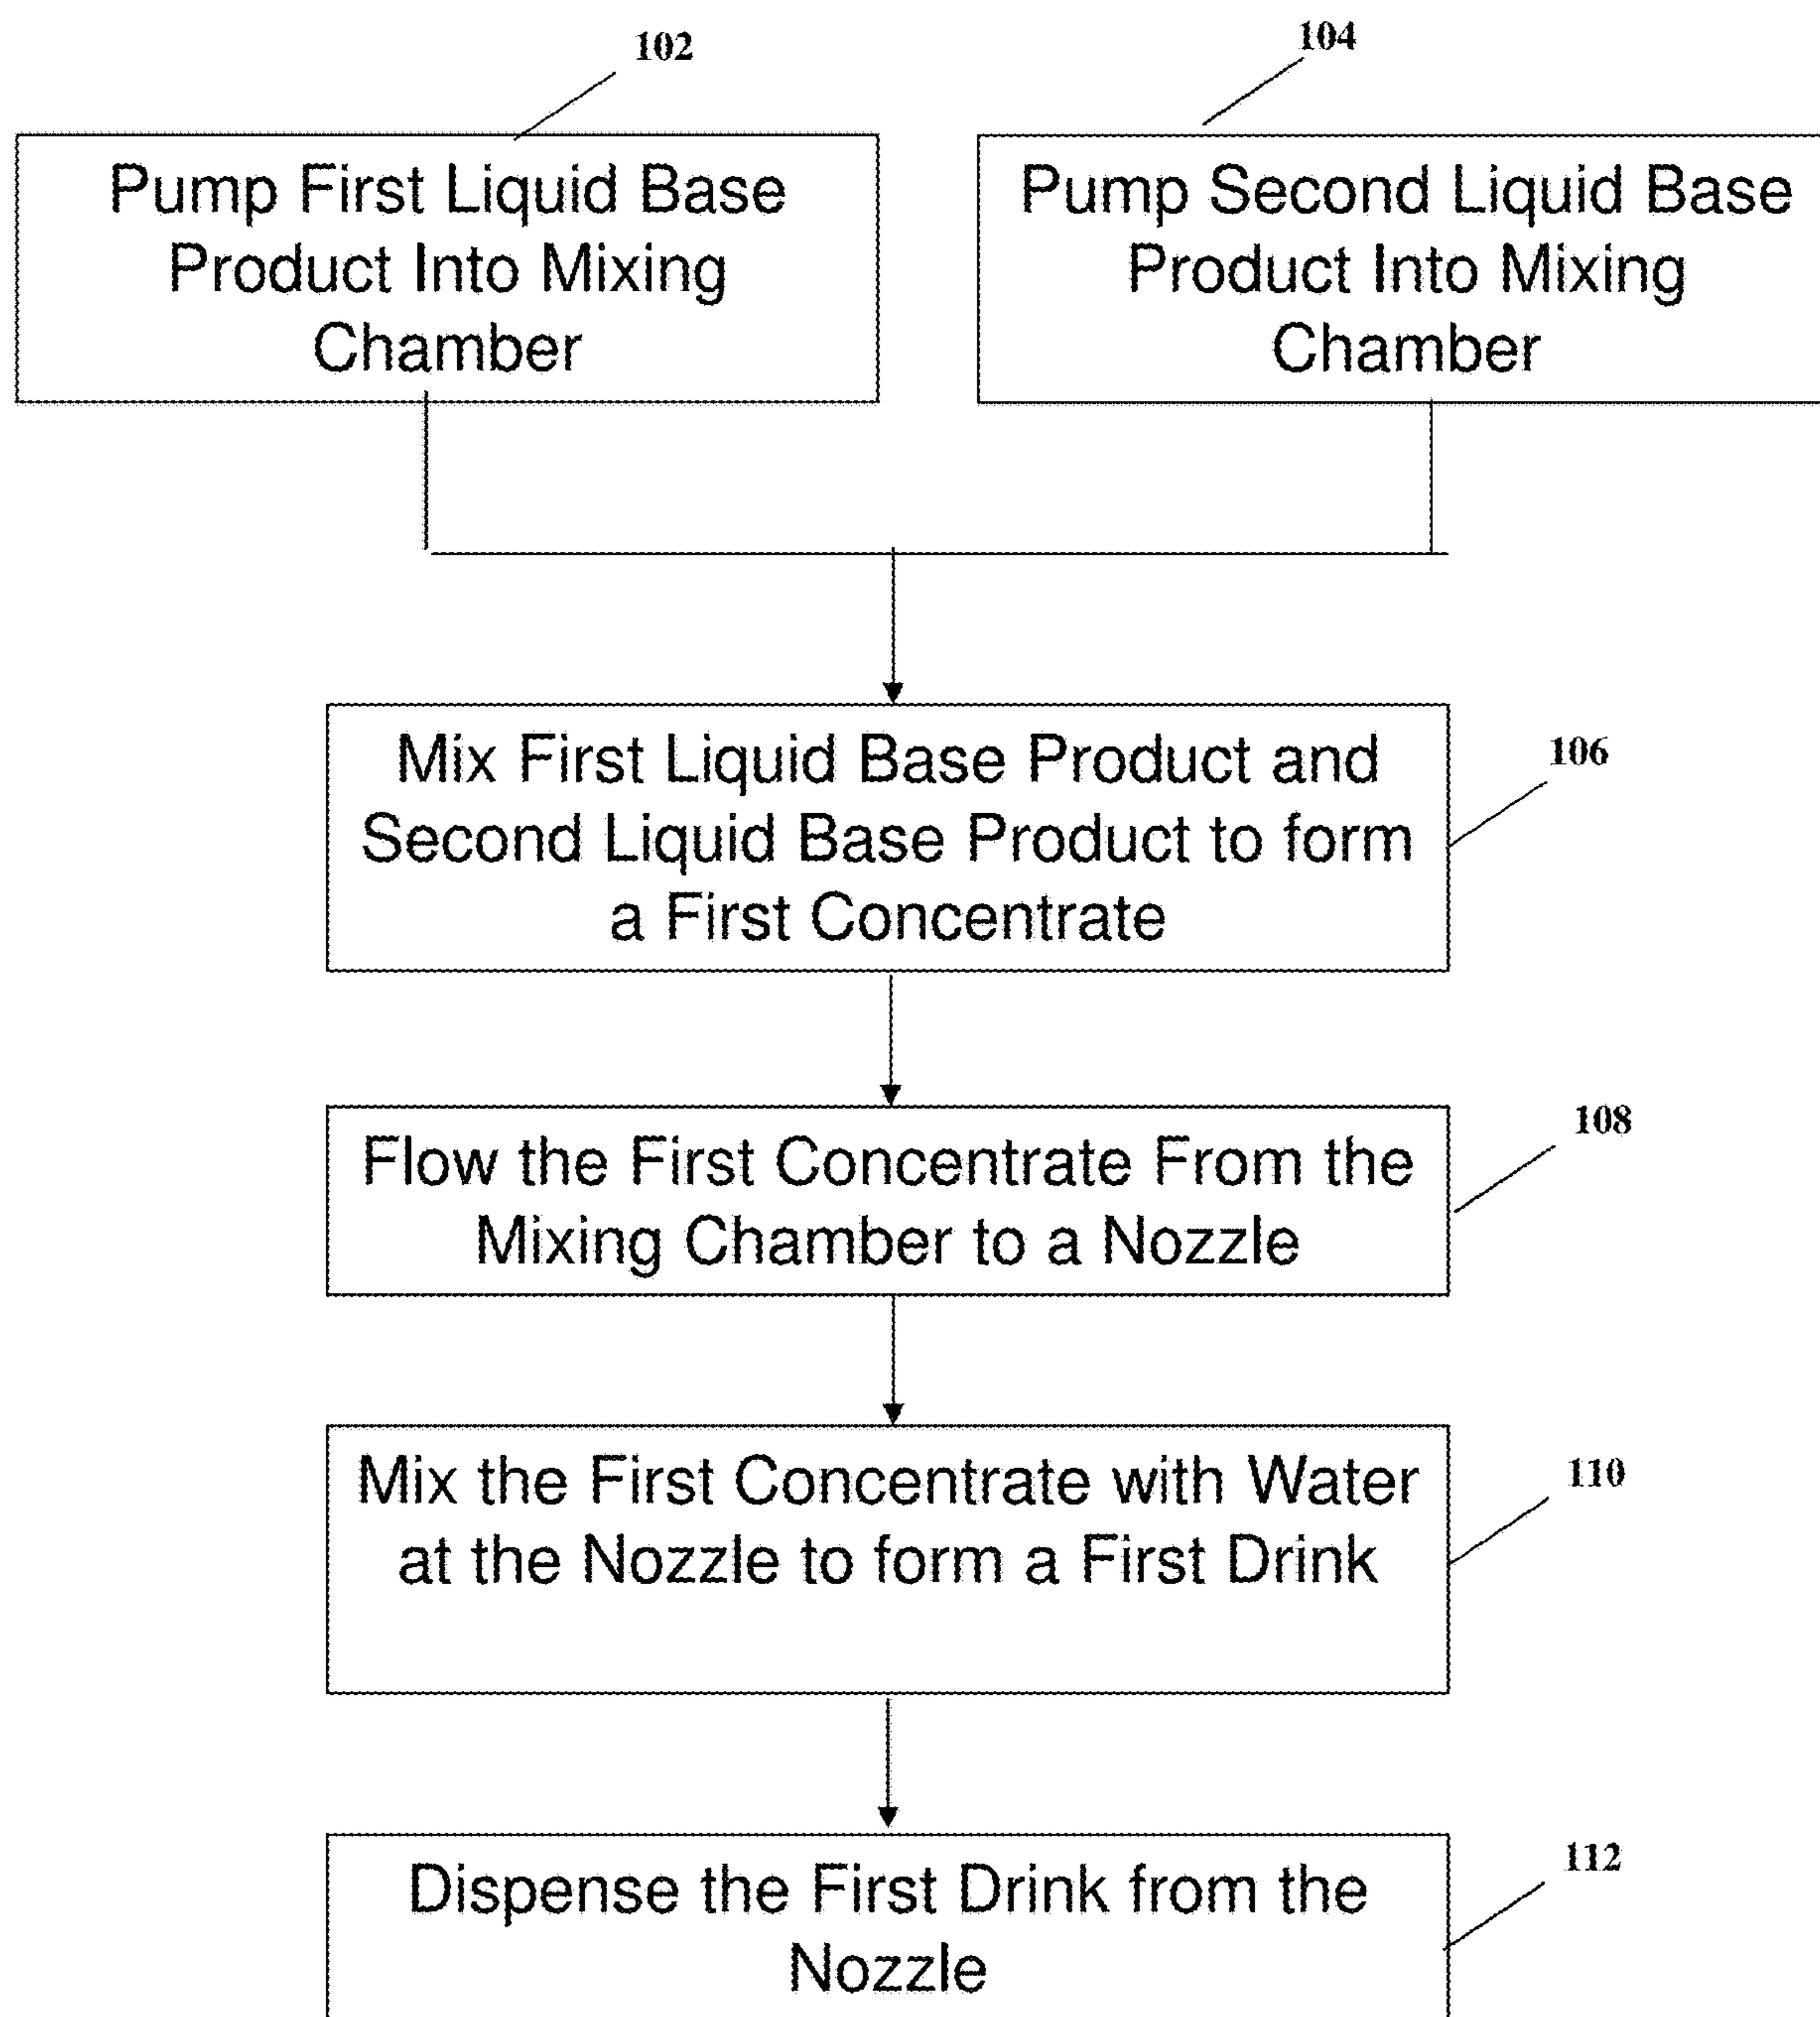 102
104
Pump First Liquid Base
Product Into Mixing
Chamber
Pump Second Liquid Base
Product Into Mixing
Chamber
Mix First Liquid Base Product and
Second Liquid Base Product to form
a First Concentrate
106
Flow the First Concentrate From the
Mixing Chamber to a Nozzle
108
Mix the First Concentrate with Water
at the Nozzle to form a First Drink
110
Dispense the First Drink from the
Nozzle
112